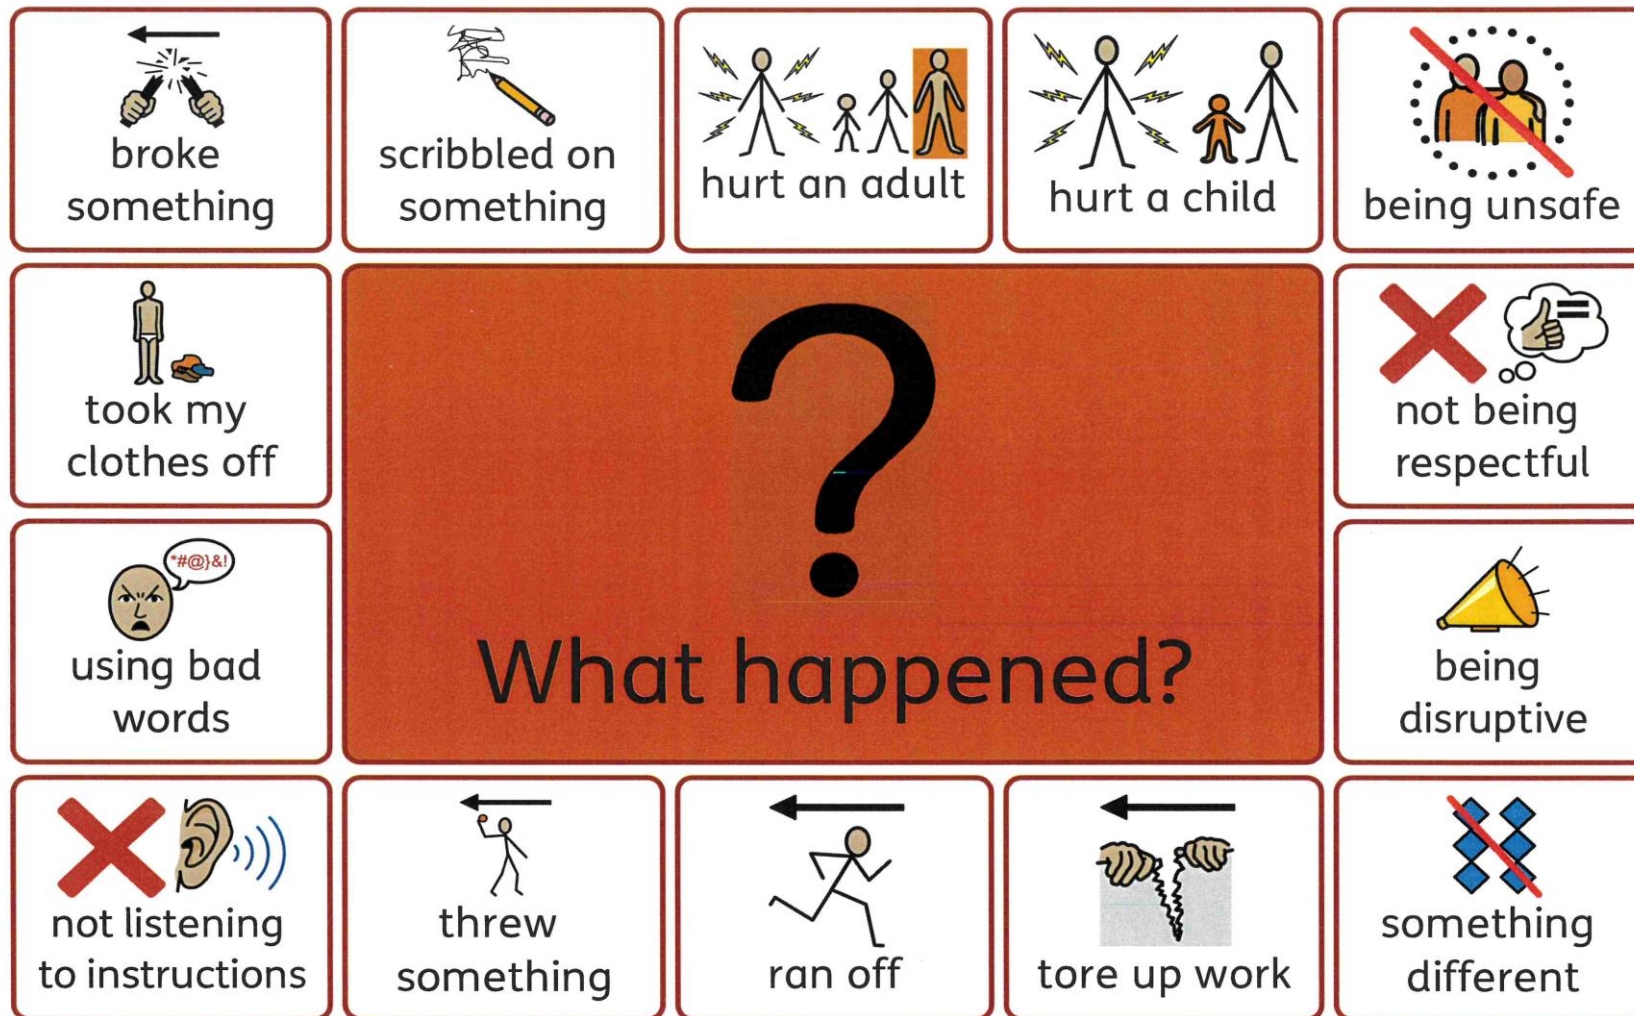 broke
something
scribbled on
something
hurt an adult
hurt a child
being unsafe
took my
clothes off
?
What happened?
not being
respectful
*#@}&!
using bad
words
being
disruptive
not listening
to instructions
threw
something
ran off
tore up work
something
different